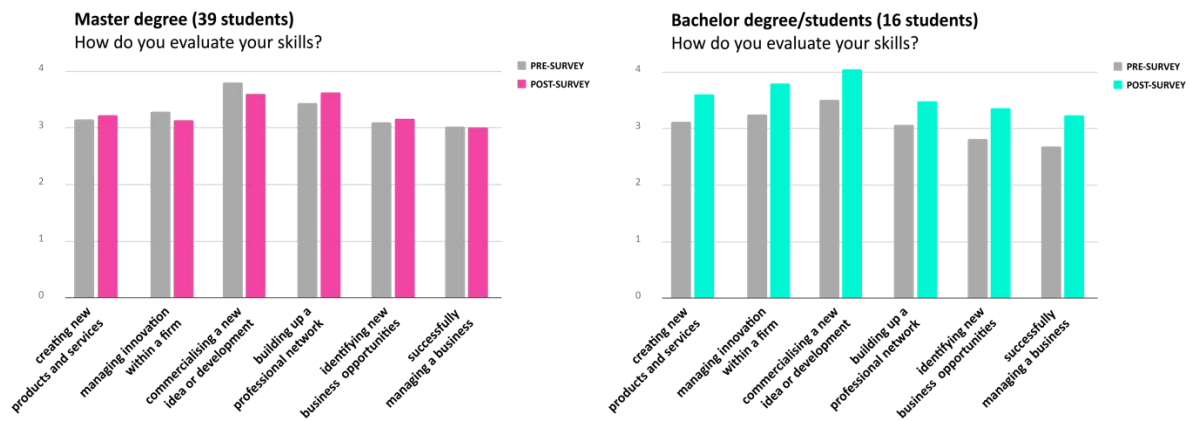 Master degree (39 students)
How do you evaluate your skills?
PRE-SURVEY
POST-SURVEY
4
3
2
1
0
creating new
products and services
managing innovation
within a firm
commercialising a new
idea or development
building up a
professional network
identifying new
business opportunities
successfully
managing a business
Bachelor degree/students (16 students)
How do you evaluate your skills?
PRE-SURVEY
POST-SURVEY
4
3
2
1
0
creating new
products and services
managing innovation
within a firm
commercialising a new
idea or development
building up a
professional network
identifying new
business opportunities
successfully
managing a business